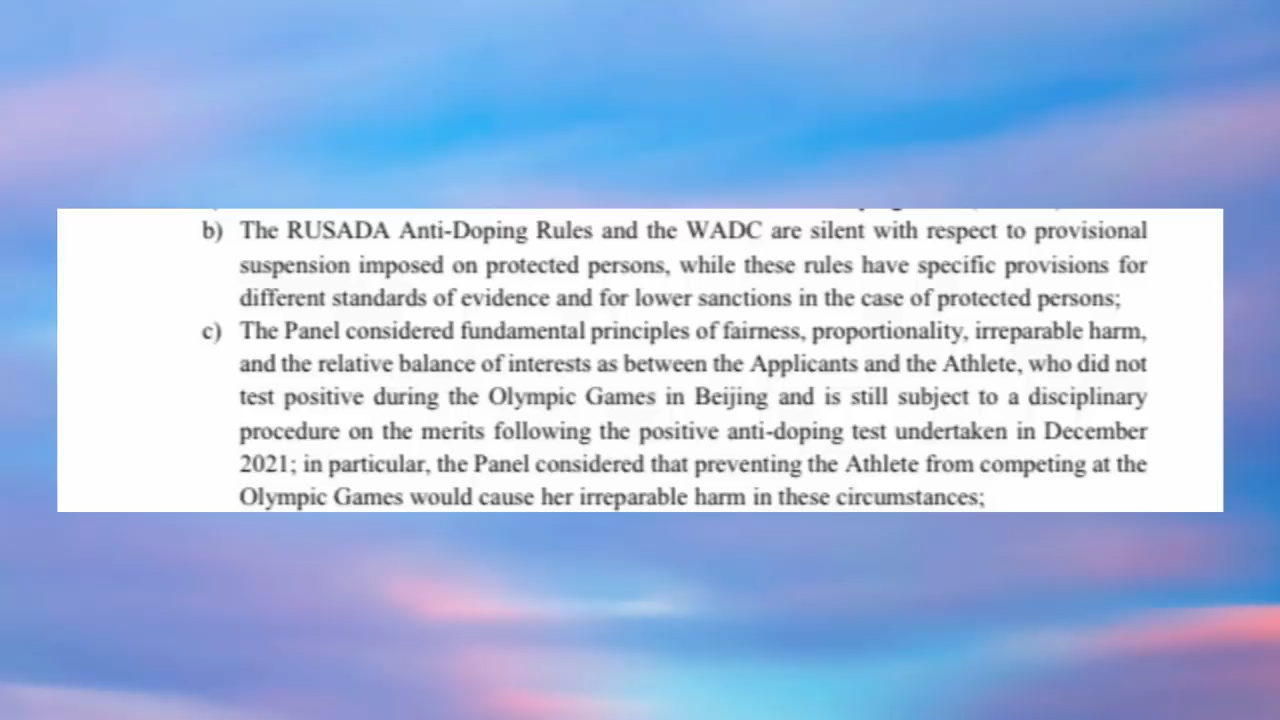 b) The RUSADA Anti-Doping Rules and the WADC are silent with respect to provisional
suspension imposed on protected persons, while these rules have specific provisions for
different standards of evidence and for lower sanctions in the case of protected persons;
c) The Panel considered fundamental principles of fairness, proportionality, irreparable harm,
and the relative balance of interests as between the Applicants and the Athlete, who did not
test positive during the Olympic Games in Beijing and is still subject to a disciplinary
procedure on the merits following the positive anti-doping test undertaken in December
2021; in particular, the Panel considered that preventing the Athlete from competing at the
Olympic Games would cause her irreparable harm in these circumstances;